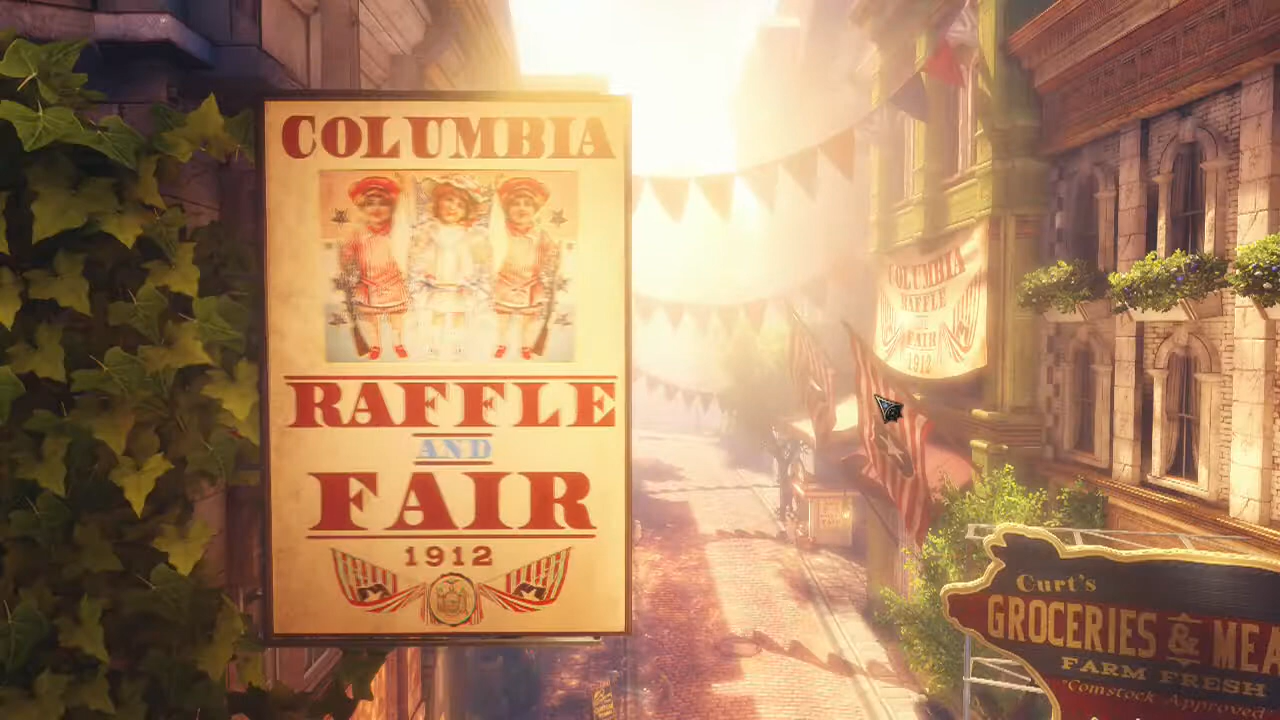 COLUMBIA
RAFFLE
AND
FAIR
1912
COLUMBIA
RAFFLE
FAIR
1912
Curt's
GROCERIES & MEA
FARM FRESH
"Comstock Approved"